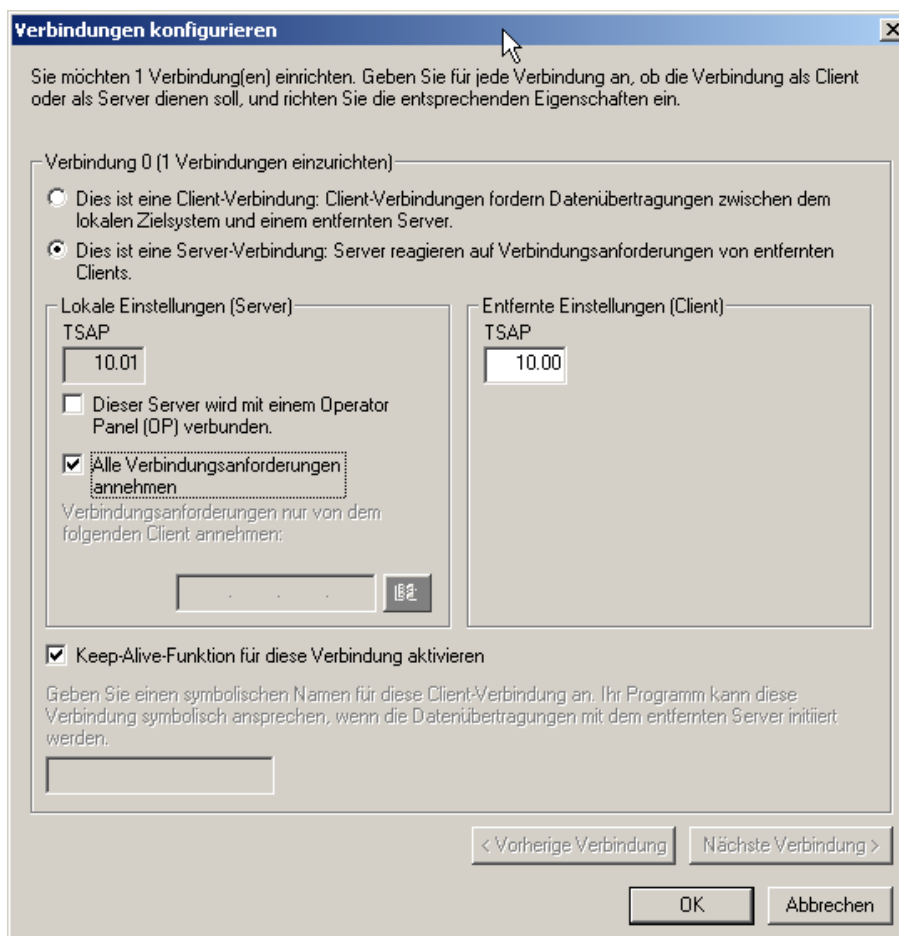 Verbindungen konfigurieren
Sie möchten 1 Verbindung(en) einrichten. Geben Sie für jede Verbindung an, ob die Verbindung als Client
oder als Server dienen soll, und richten Sie die entsprechenden Eigenschaften ein.
Verbindung 0 (1 Verbindungen einzurichten)
Dies ist eine Client-Verbindung: Client-Verbindungen fordern Datenübertragungen zwischen dem
lokalen Zielsystem und einem entfernten Server.
Dies ist eine Server-Verbindung: Server reagieren auf Verbindungsanforderungen von entfernten
Clients.
Lokale Einstellungen (Server)
TSAP
10.01
Dieser Server wird mit einem Operator
Panel (OP) verbunden.
Alle Verbindungsanforderungen
annehmen
Verbindungsanforderungen nur von dem
folgenden Client annehmen:
Entfernte Einstellungen (Client)
TSAP
10.00
Keep-Alive-Funktion für diese Verbindung aktivieren
Geben Sie einen symbolischen Namen für diese Client-Verbindung an. Ihr Programm kann diese
Verbindung symbolisch ansprechen, wenn die Datenübertragungen mit dem entfernten Server initiiert
werden.
< Vorherige Verbindung
Nächste Verbindung >
OK
Abbrechen